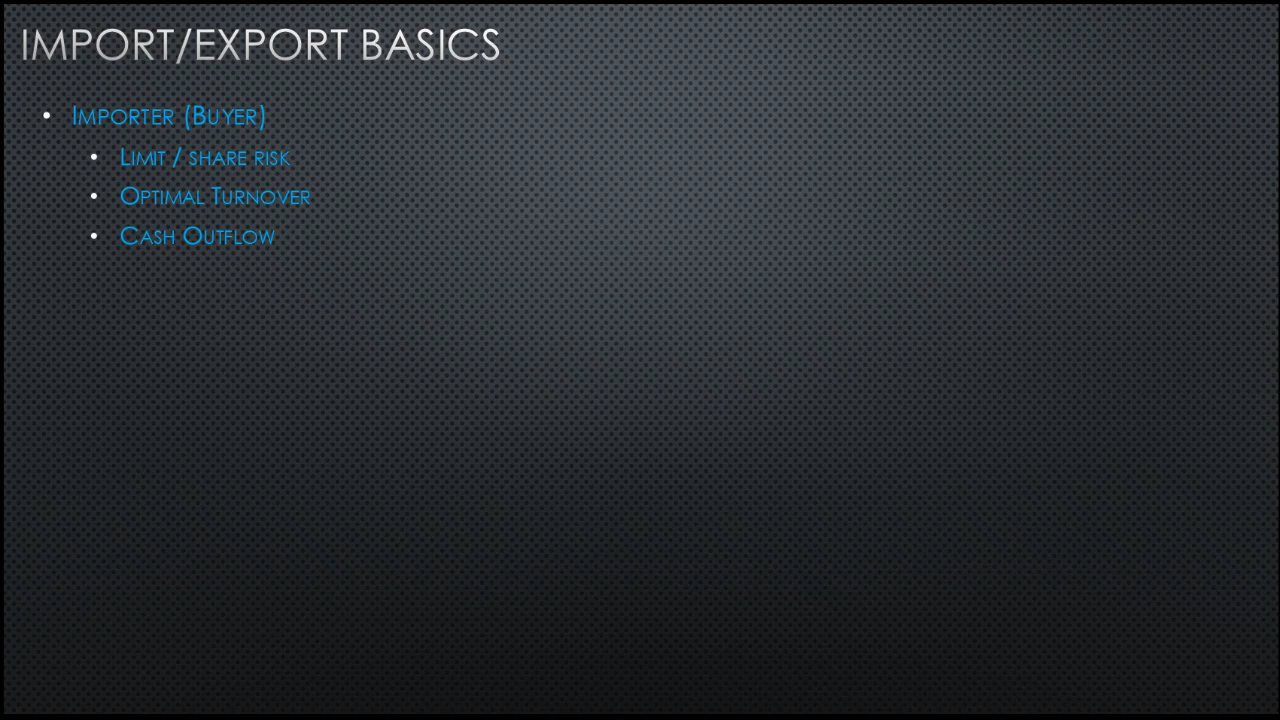 IMPORT/EXPORT BASICS
• Importer (Buyer)
• Limit / share risk
• Optimal Turnover
• Cash Outflow